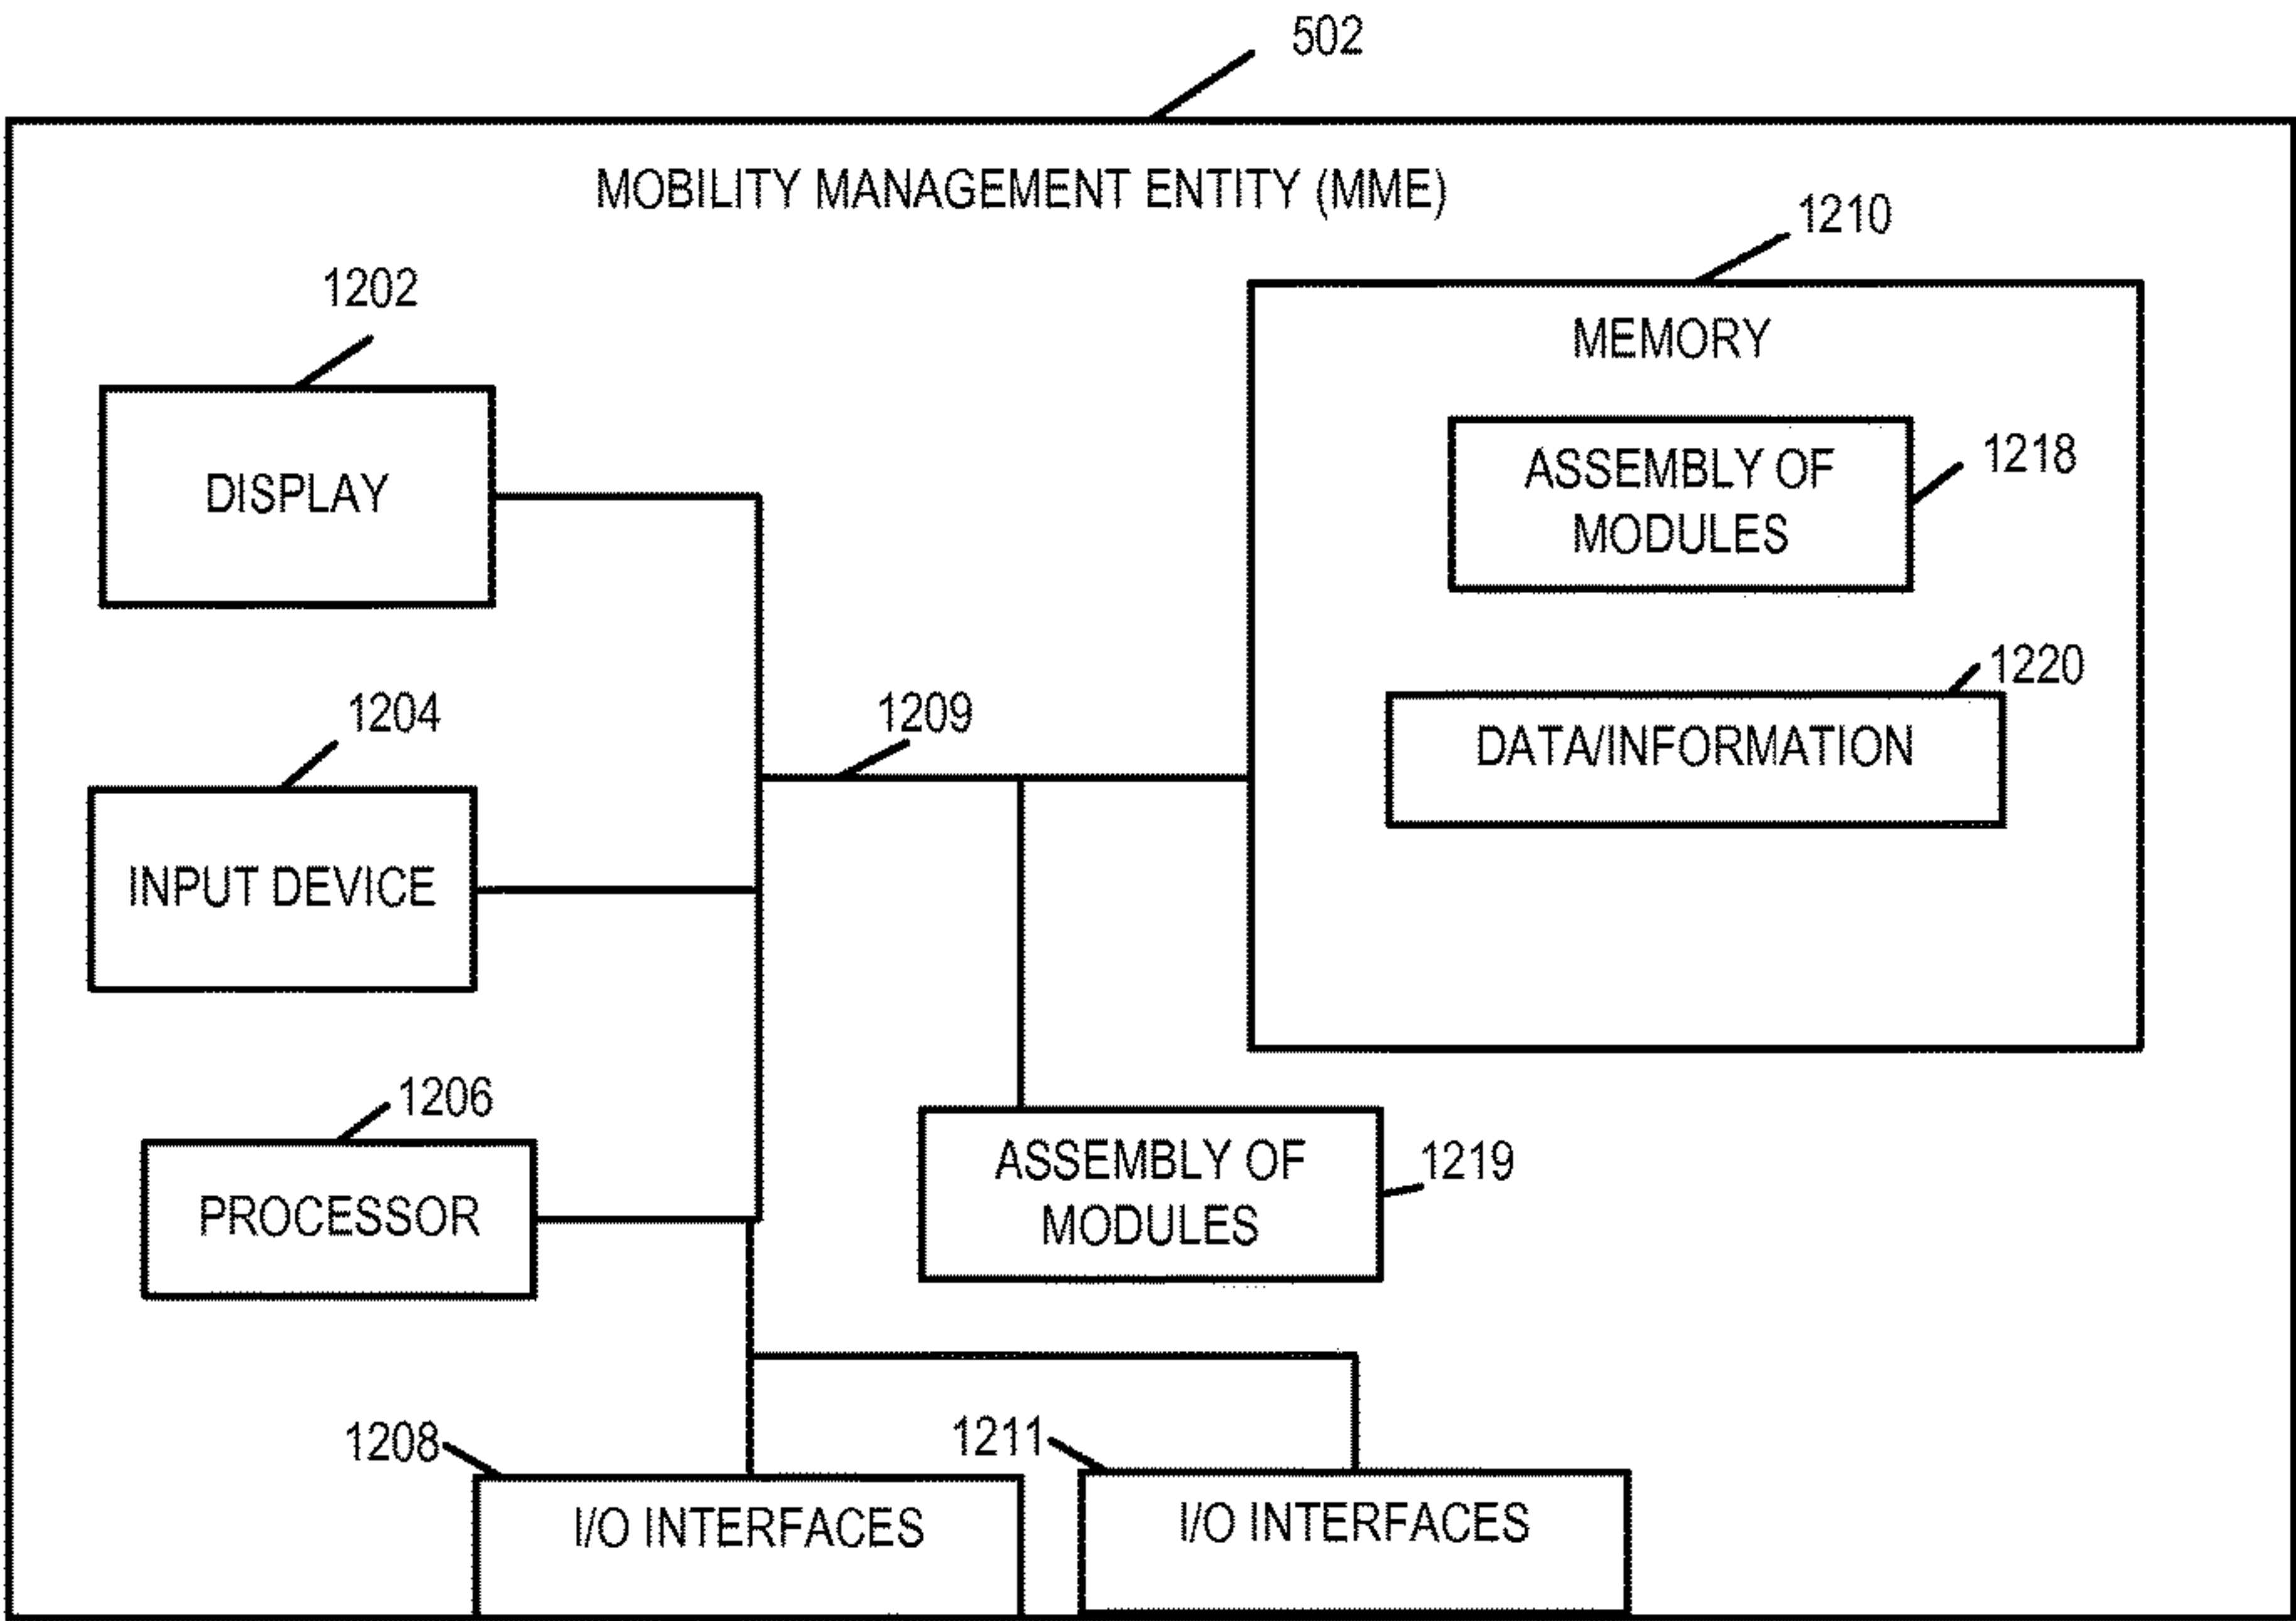 502
MOBILITY MANAGEMENT ENTITY (MME)
1210
1202
MEMORY
DISPLAY
ASSEMBLY OF
MODULES
1218
1220
1204
1209
DATA/INFORMATION
INPUT DEVICE
1206
PROCESSOR
ASSEMBLY OF
MODULES
1219
1208
1211
I/O INTERFACES
I/O INTERFACES